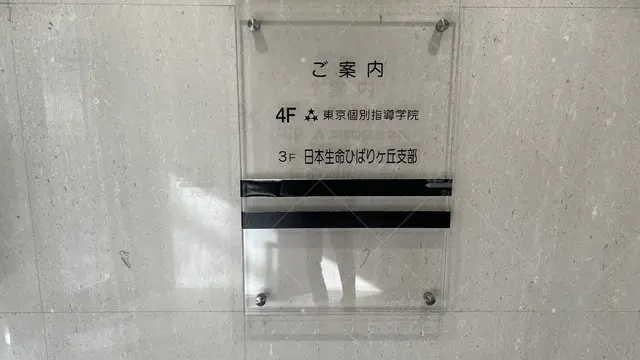 ご案内
4F 東京個別指導学院
3F 日本生命ひばりヶ丘支部